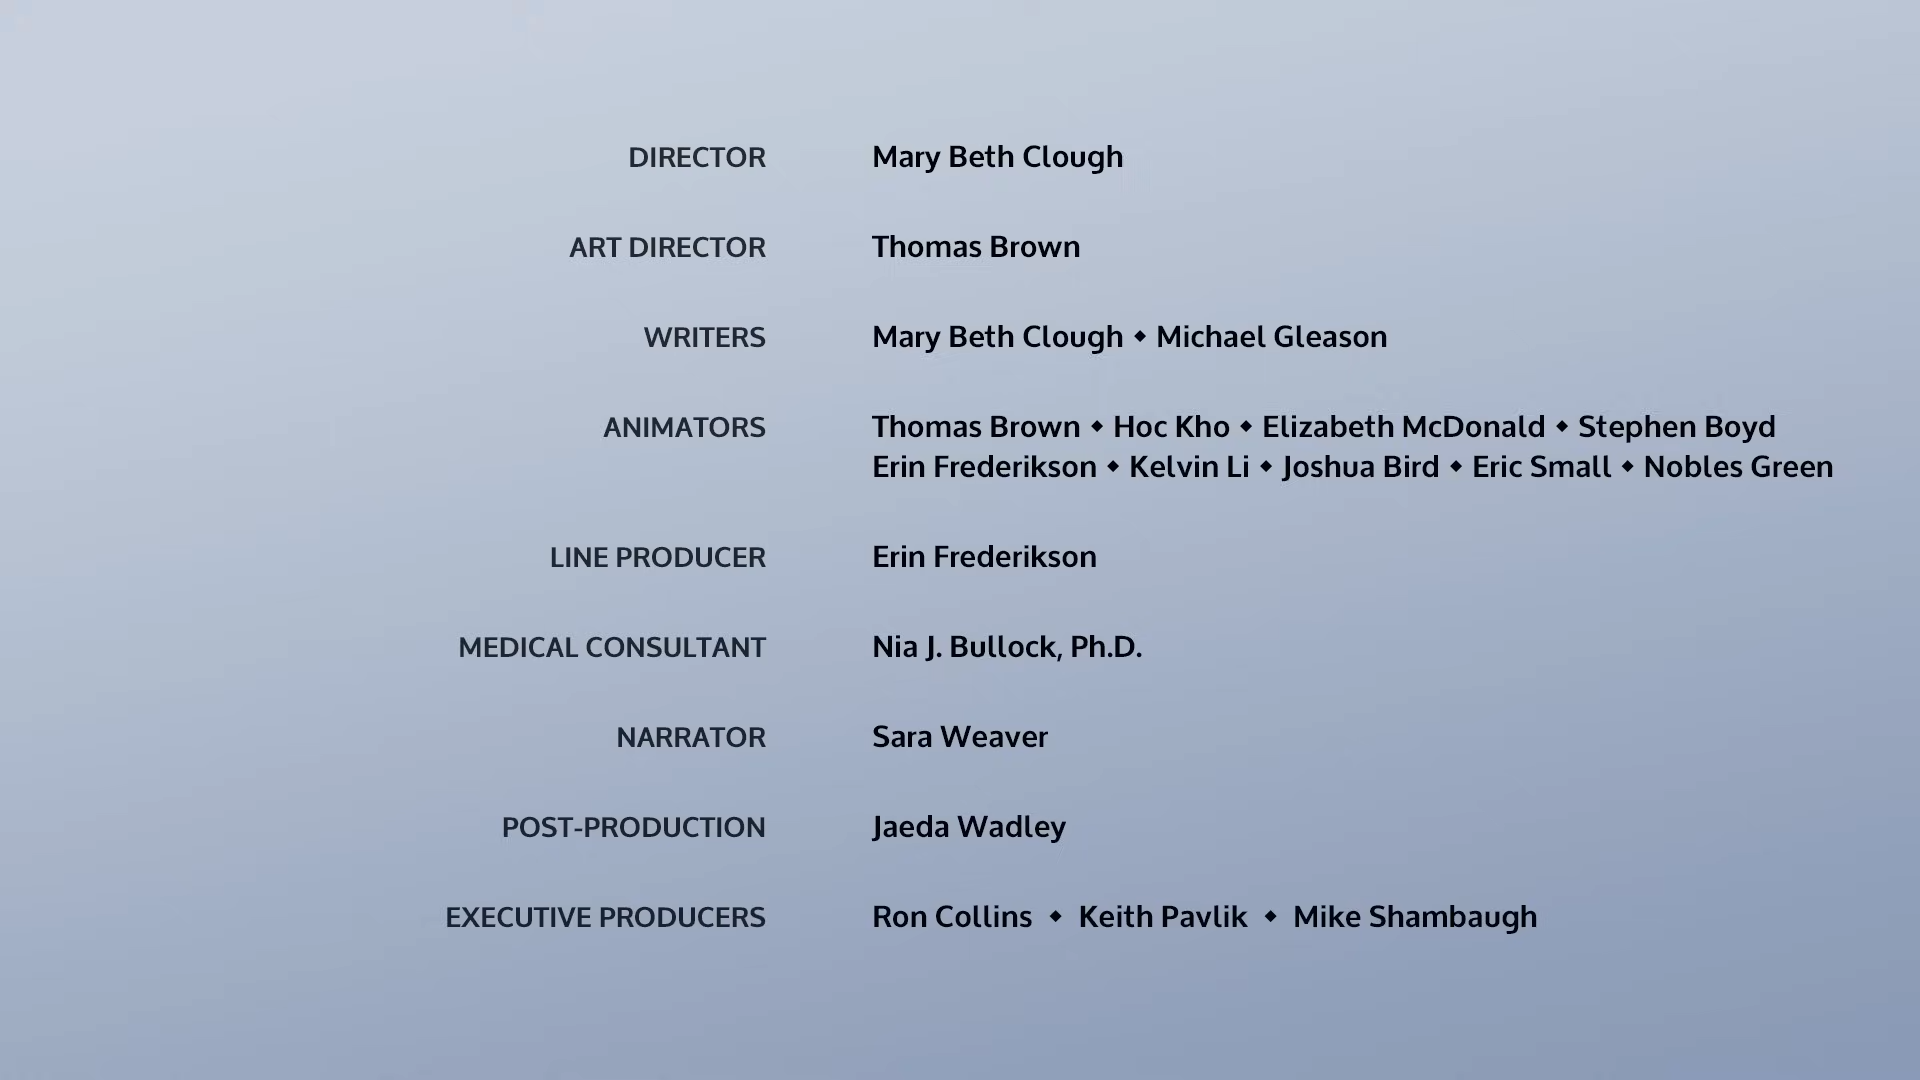 DIRECTOR Mary Beth Clough
ART DIRECTOR Thomas Brown
WRITERS Mary Beth Clough ◆ Michael Gleason
ANIMATORS Thomas Brown ◆ Hoc Kho ◆ Elizabeth McDonald ◆ Stephen Boyd
Erin Frederikson ◆ Kelvin Li ◆ Joshua Bird ◆ Eric Small ◆ Nobles Green
LINE PRODUCER Erin Frederikson
MEDICAL CONSULTANT Nia J. Bullock, Ph.D.
NARRATOR Sara Weaver
POST-PRODUCTION Jaeda Wadley
EXECUTIVE PRODUCERS Ron Collins ◆ Keith Pavlik ◆ Mike Shambaugh